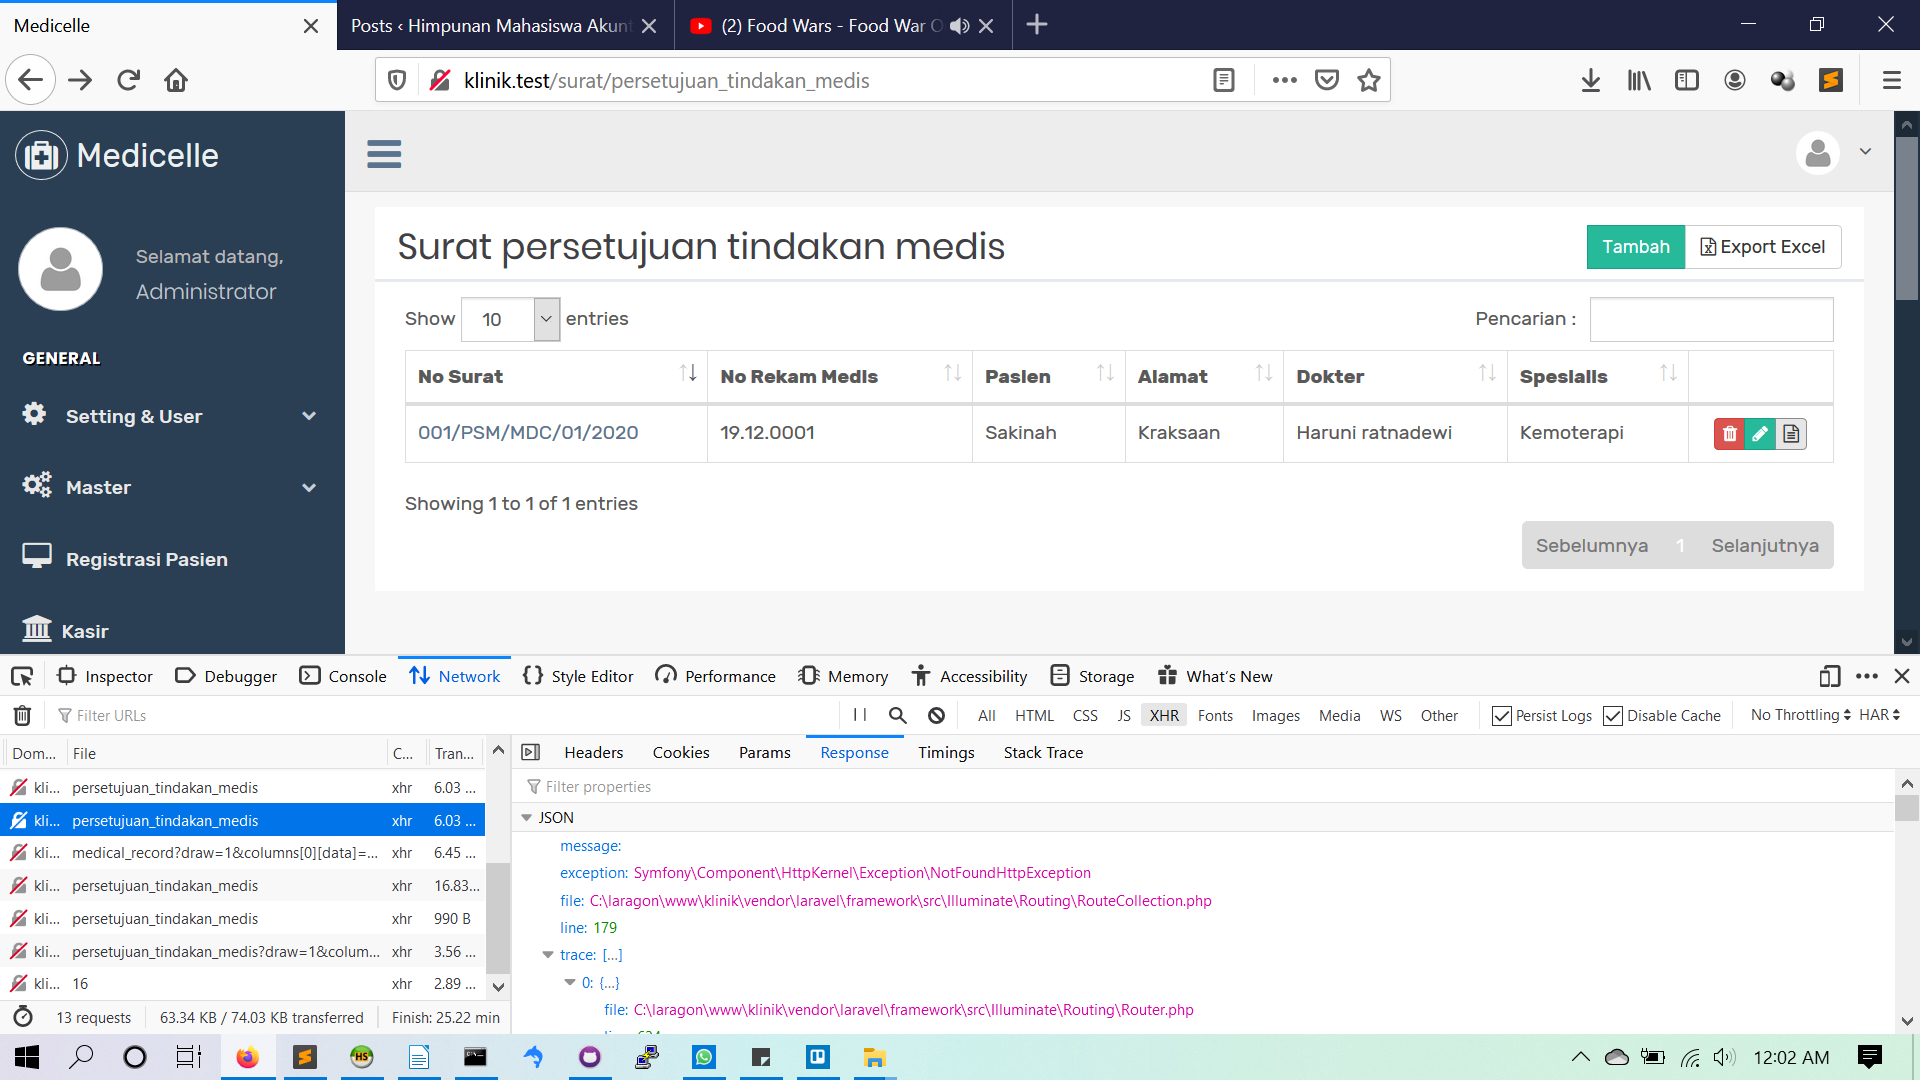 Medicelle
Posts ‹ Himpunan Mahasiswa Akun
(2) Food Wars - Food War O
klinik.test/surat/persetujuan_tindakan_medis
Medicelle
Selamat datang,
Administrator
GENERAL
Setting & User
Master
Registrasi Pasien
Kasir
Surat persetujuan tindakan medis
Tambah
Export Excel
Show 10 entries
Pencarian :
No Surat No Rekam Medis Pasien Alamat Dokter Spesialis
001/PSM/MDC/01/2020 19.12.0001 Sakinah Kraksaan Haruni ratnadewi Kemoterapi
Showing 1 to 1 of 1 entries
Sebelumnya 1 Selanjutnya
Inspector Debugger Console Network Style Editor Performance Memory Accessibility Storage What's New
Filter URLs
All HTML CSS JS XHR Fonts Images Media WS Other
Persist Logs Disable Cache No Throttling HAR
Dom... File C... Tran...
kli... persetujuan_tindakan_medis xhr 6.03 ...
kli... persetujuan_tindakan_medis xhr 6.03 ...
kli... medical_record?draw=1&columns[0][data]=... xhr 6.45 ...
kli... persetujuan_tindakan_medis xhr 16.83...
kli... persetujuan_tindakan_medis xhr 990 B
kli... persetujuan_tindakan_medis?draw=1&colum... xhr 3.56 ...
kli... 16 xhr 2.89 ...
13 requests 63.34 KB / 74.03 KB transferred Finish: 25.22 min
Headers Cookies Params Response Timings Stack Trace
Filter properties
JSON
message:
exception: Symfony\Component\HttpKernel\Exception\NotFoundHttpException
file: C:\laragon\www\klinik\vendor\laravel\framework\src\Illuminate\Routing\RouteCollection.php
line: 179
trace: [...]
0: {...}
file: C:\laragon\www\klinik\vendor\laravel\framework\src\Illuminate\Routing\Router.php
12:02 AM